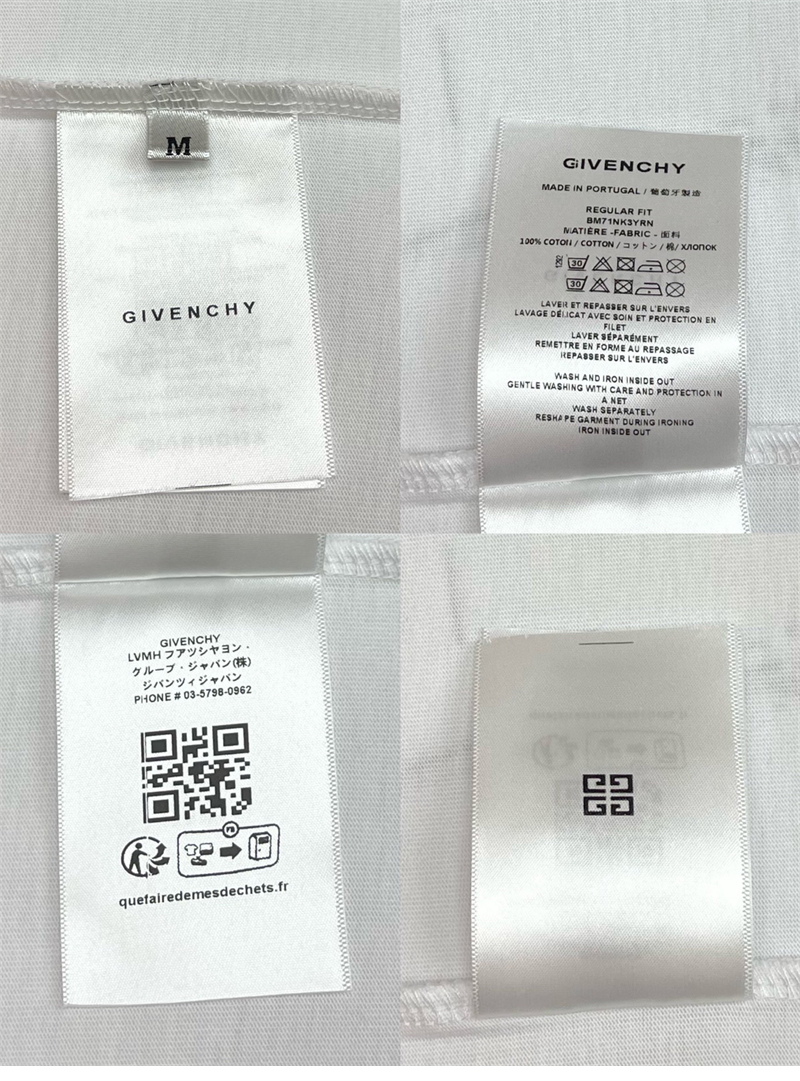 M
GIVENCHY
GIVENCHY
MADE IN PORTUGAL / 葡萄牙製造
REGULAR FIT
BM71NK3YRN
MATIÈRE -FABRIC - 面料
100% COTON / COTTON / コットン / 棉/ ХЛОПОК
30
30
LAVER ET REPASSER SUR L'ENVERS
LAVAGE DÉLICAT AVEC SOIN ET PROTECTION EN
FILET
LAVER SÉPARÉMENT
REMETTRE EN FORME AU REPASSAGE
REPASSER SUR L'ENVERS
WASH AND IRON INSIDE OUT
GENTLE WASHING WITH CARE AND PROTECTION IN
A NET
WASH SEPARATELY
RESHAPE GARMENT DURING IRONING
IRON INSIDE OUT
GIVENCHY
LVMH フアツシヤヨン・
グループ・ジャパン(株)
ジバンツィジャパン
PHONE # 03-5798-0962
FR
quefairedemesdechets.fr